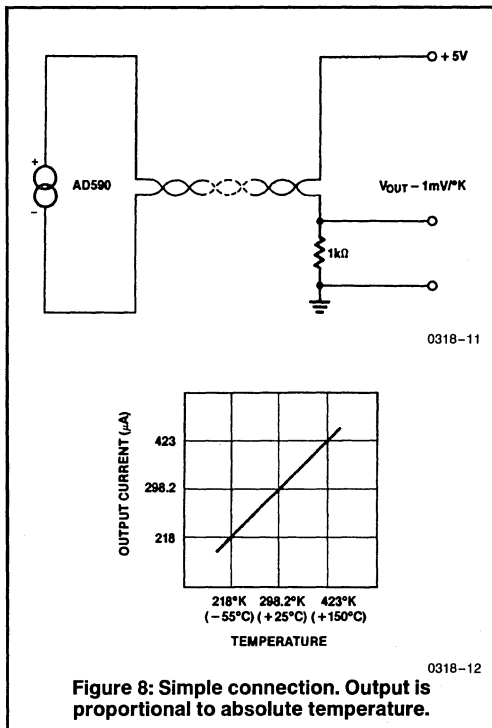 + 5V
+
AD590
–
VOUT – 1mV/°K
1kΩ
0318–11
OUTPUT CURRENT (μA)
423
298.2
218
218°K 298.2°K 423°K
(–55°C) (+25°C) (+150°C)
TEMPERATURE
0318–12
Figure 8: Simple connection. Output is
proportional to absolute temperature.